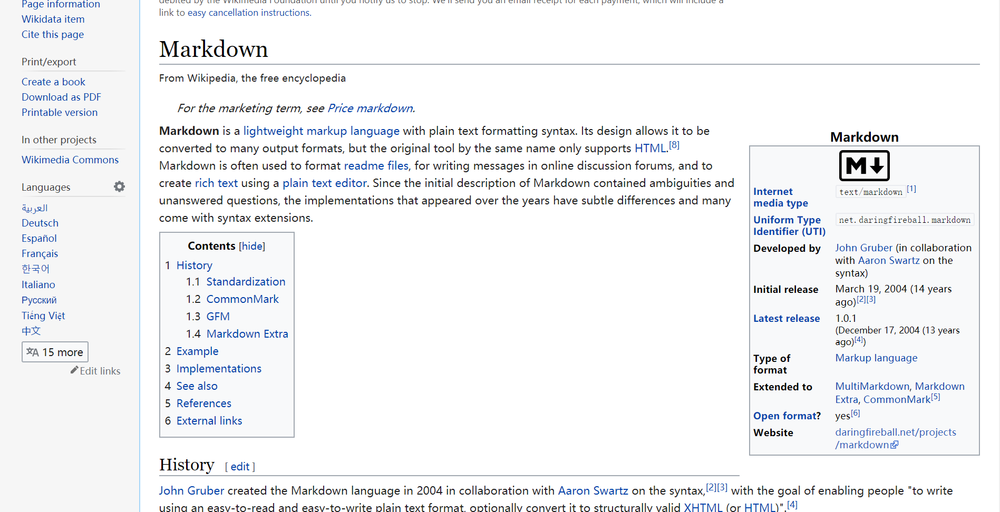 Page information
Wikidata item
Cite this page
Print/export
Create a book
Download as PDF
Printable version
In other projects
Wikimedia Commons
Languages
العربية
Deutsch
Español
Français
한국어
Italiano
Русский
Tiếng Việt
中文
文A 15 more
Edit links
debited by the Wikimedia Foundation until you notify us to stop. We'll send you an email receipt for each payment, which will include a
link to easy cancellation instructions.
Markdown
From Wikipedia, the free encyclopedia
For the marketing term, see Price markdown.
Markdown is a lightweight markup language with plain text formatting syntax. Its design allows it to be
converted to many output formats, but the original tool by the same name only supports HTML.[8]
Markdown is often used to format readme files, for writing messages in online discussion forums, and to
create rich text using a plain text editor. Since the initial description of Markdown contained ambiguities and
unanswered questions, the implementations that appeared over the years have subtle differences and many
come with syntax extensions.
Contents [hide]
1 History
1.1 Standardization
1.2 CommonMark
1.3 GFM
1.4 Markdown Extra
2 Example
3 Implementations
4 See also
5 References
6 External links
Markdown
M
Internet
media type
text/markdown [1]
Uniform Type
Identifier (UTI)
net.daringfireball.markdown
Developed by
John Gruber (in collaboration
with Aaron Swartz on the
syntax)
Initial release
March 19, 2004 (14 years
ago)[2][3]
Latest release
1.0.1
(December 17, 2004 (13 years
ago)[4])
Type of
format
Markup language
Extended to
MultiMarkdown, Markdown
Extra, CommonMark[5]
Open format?
yes[6]
Website
daringfireball.net/projects
/markdown
History [ edit ]
John Gruber created the Markdown language in 2004 in collaboration with Aaron Swartz on the syntax,[2][3] with the goal of enabling people "to write
using an easy-to-read and easy-to-write plain text format, optionally convert it to structurally valid XHTML (or HTML)".[4]